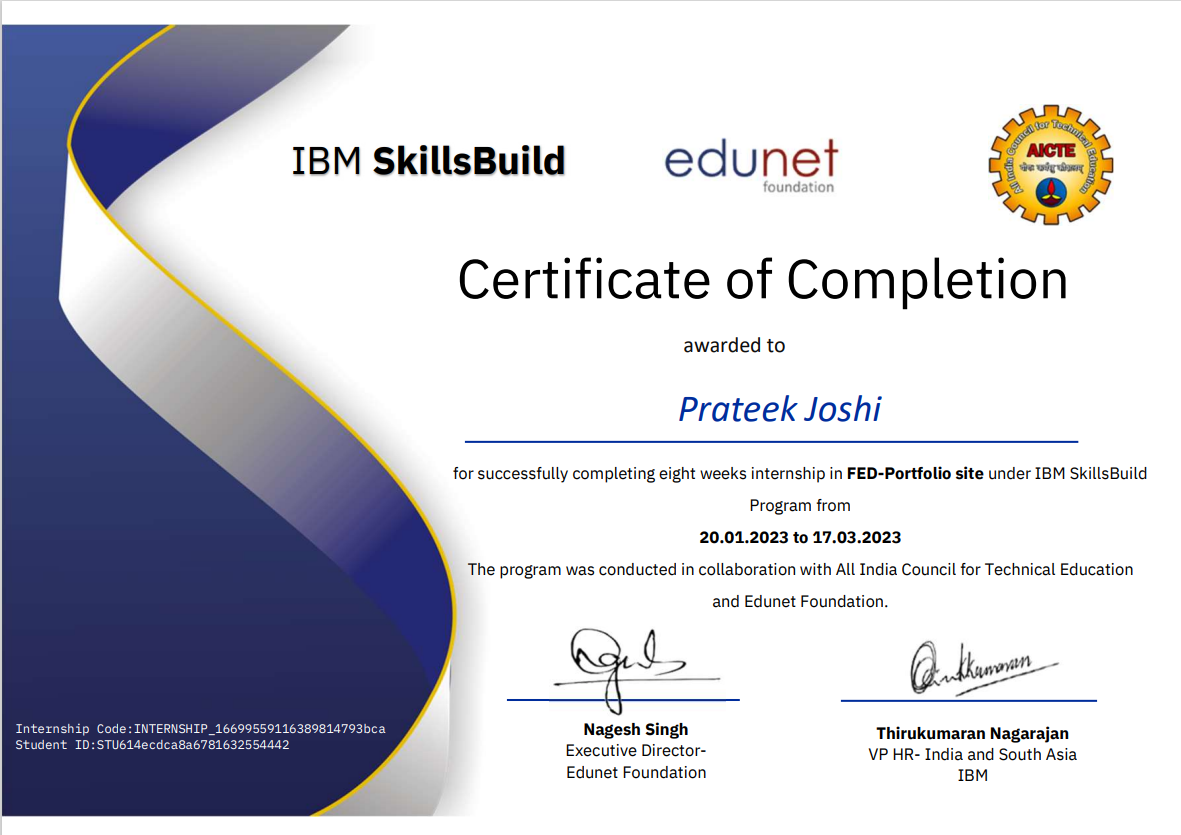 IBM SkillsBuild
edunet
foundation
All India Council for Technical Education
AICTE
Certificate of Completion
awarded to
Prateek Joshi
for successfully completing eight weeks internship in FED-Portfolio site under IBM SkillsBuild
Program from
20.01.2023 to 17.03.2023
The program was conducted in collaboration with All India Council for Technical Education
and Edunet Foundation.
Nagesh Singh
Executive Director-
Edunet Foundation
Thirukumaran Nagarajan
VP HR- India and South Asia
IBM
Internship Code:INTERNSHIP_16699559116389814793bca
Student ID:STU614ecdca8a6781632554442